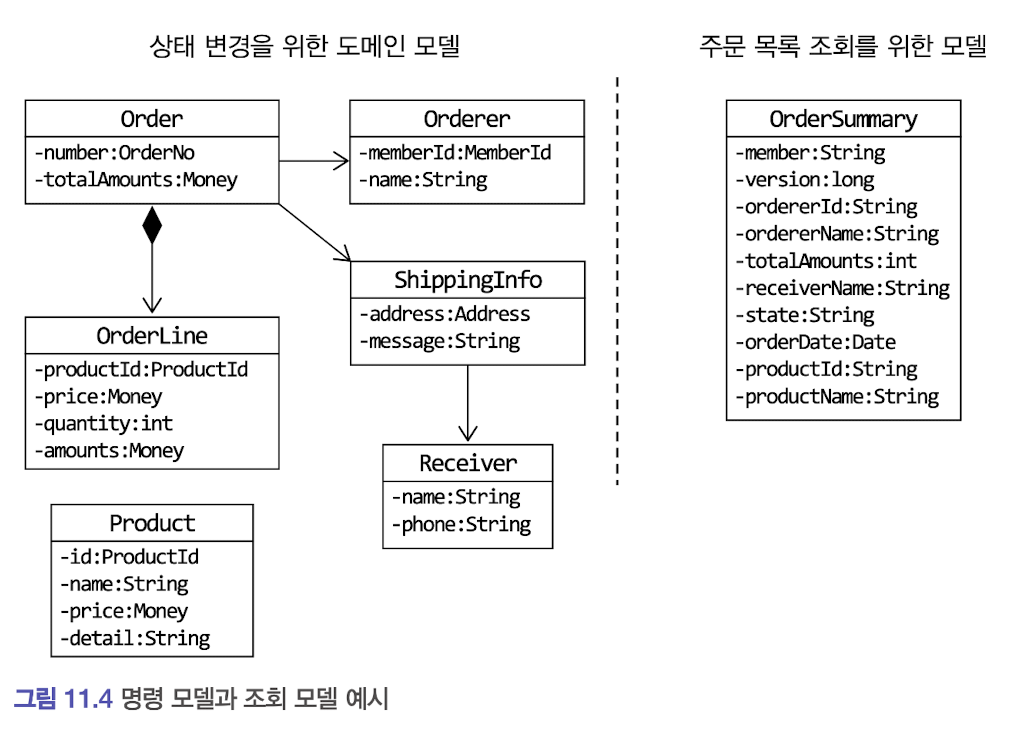 상태 변경을 위한 도메인 모델
주문 목록 조회를 위한 모델
Order
-number:OrderNo
-totalAmounts:Money
Orderer
-memberId:MemberId
-name:String
ShippingInfo
-address:Address
-message:String
OrderLine
-productId:ProductId
-price:Money
-quantity:int
-amounts:Money
Receiver
-name:String
-phone:String
Product
-id:ProductId
-name:String
-price:Money
-detail:String
OrderSummary
-member:String
-version:long
-ordererId:String
-ordererName:String
-totalAmounts:int
-receiverName:String
-state:String
-orderDate:Date
-productId:String
-productName:String
그림 11.4 명령 모델과 조회 모델 예시